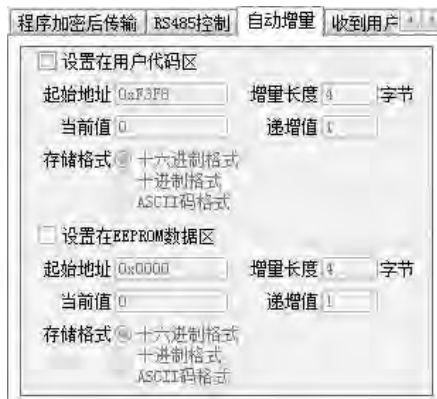 程序加密后传输 RS485控制 自动增量 收到用户
设置在用户代码区
起始地址 0xF3F8 增量长度 4 字节
当前值 0 递增值 1
存储格式 十六进制格式
十进制格式
ASCII码格式
设置在EEPROM数据区
起始地址 0x0000 增量长度 4 字节
当前值 0 递增值 1
存储格式 十六进制格式
十进制格式
ASCII码格式